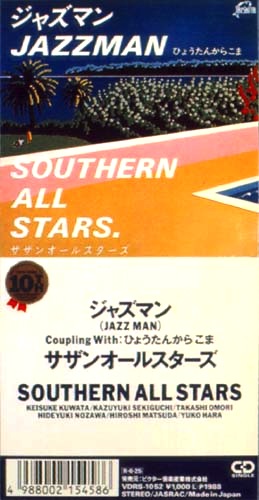 ジャズマン
JAZZMAN ひょうたんからこま
SOUTHERN
ALL
STARS.
サザンオールスターズ
10TH
ジャズマン
(JAZZ MAN)
Coupling With:ひょうたんからこま
サザンオールスターズ
SOUTHERN ALL STARS
KEISUKE KUWATA/KAZUYUKI SEKIGUCHI/TAKASHI OMORI
HIDEYUKI NOZAWA/HIROSHI MATSUDA/YUKO HARA
R-6・25
発売元:ビクター音楽産業株式会社
VDRS-1052 ¥1,000 L Ⓟ1988
STEREO/JASRAC/Made in Japan
CD
SINGLE
4 988002 154586